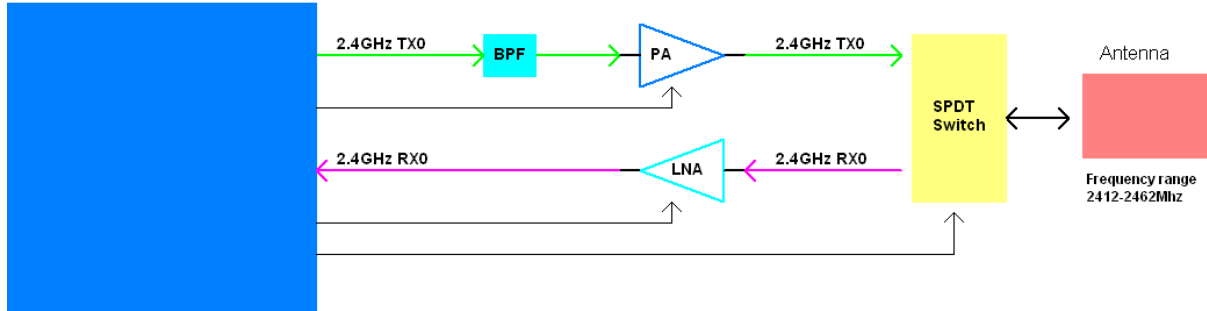 2.4GHz TX0
BPF
PA
2.4GHz TX0
SPDT
Switch
Antenna
2.4GHz RX0
LNA
2.4GHz RX0
Frequency range
2412-2462Mhz